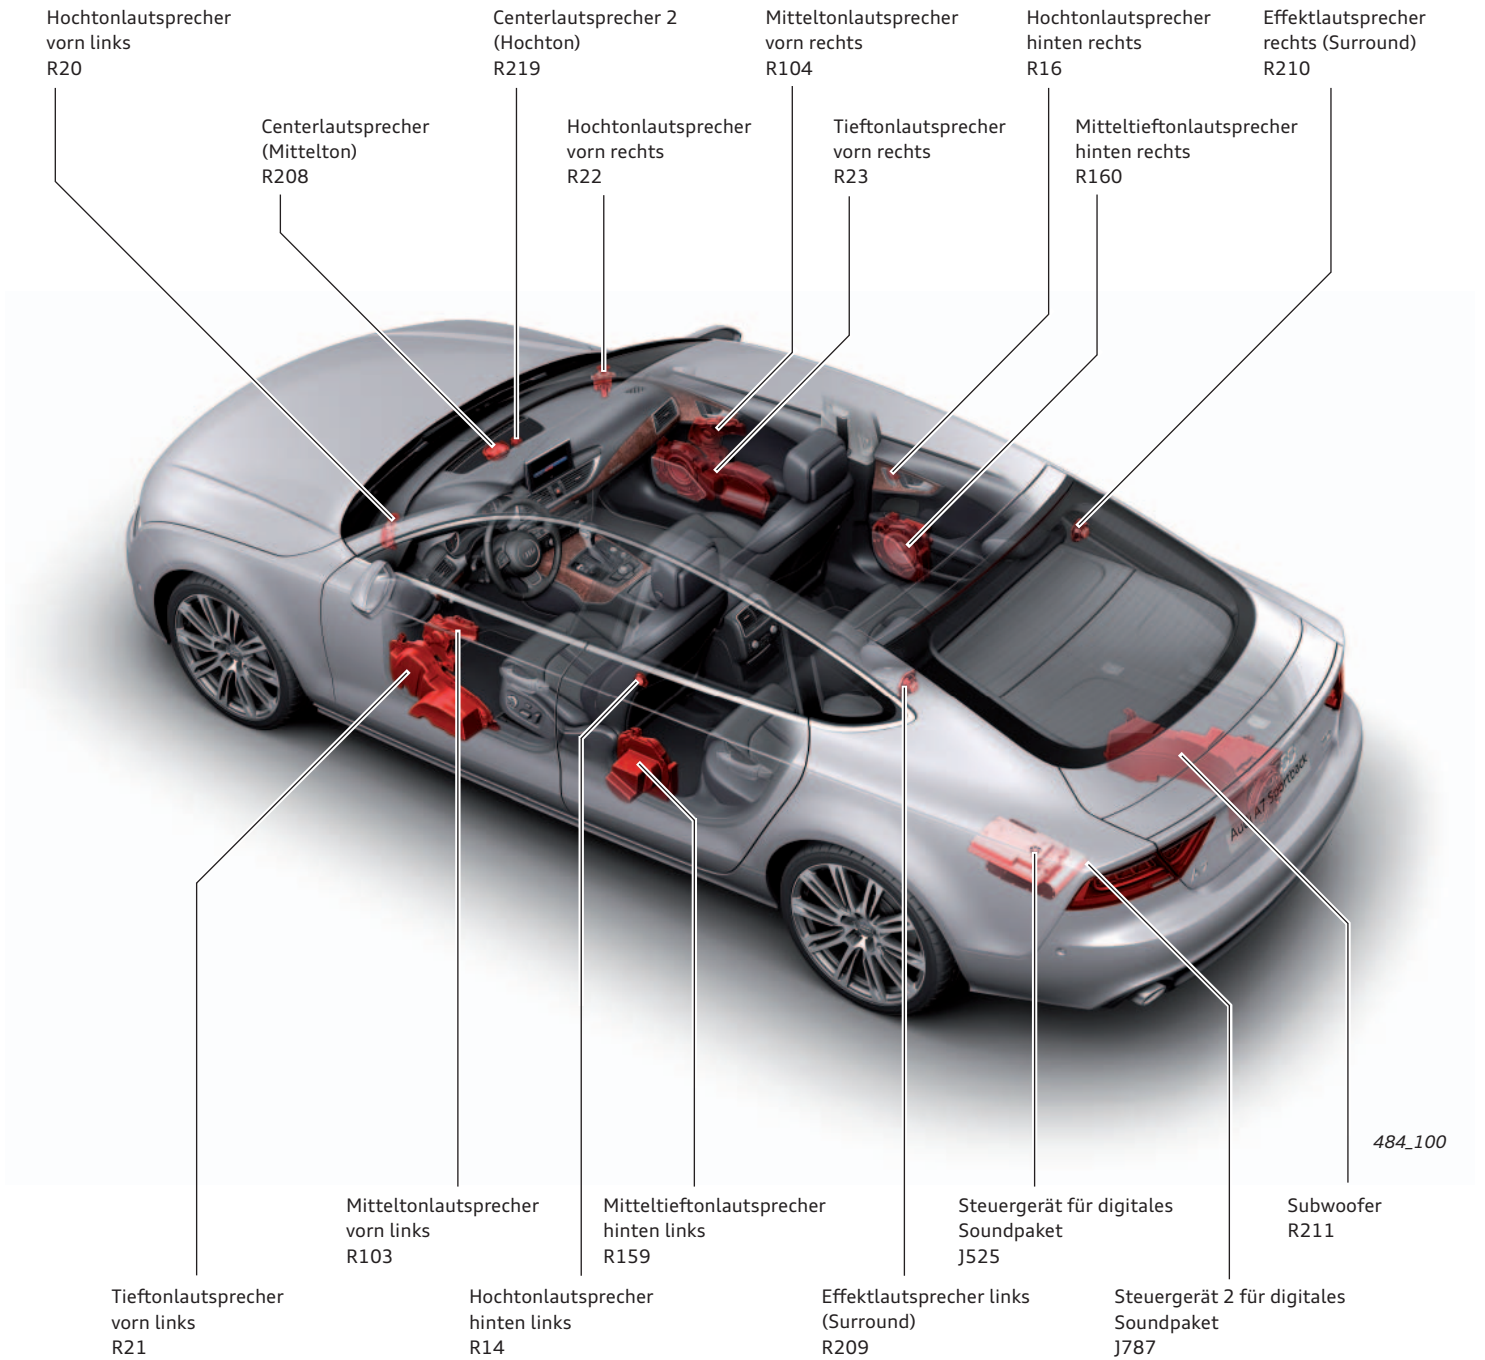 Hochtonlautsprecher
vorn links
R20
Centerlautsprecher 2
(Hochton)
R219
Mitteltonlautsprecher
vorn rechts
R104
Hochtonlautsprecher
hinten rechts
R16
Effektlautsprecher
rechts (Surround)
R210
Centerlautsprecher
(Mittelton)
R208
Hochtonlautsprecher
vorn rechts
R22
Tieftonlautsprecher
vorn rechts
R23
Mitteltieftonlautsprecher
hinten rechts
R160
Audi A7 Sportback
484_100
Mitteltonlautsprecher
vorn links
R103
Mitteltieftonlautsprecher
hinten links
R159
Steuergerät für digitales
Soundpaket
J525
Subwoofer
R211
Tieftonlautsprecher
vorn links
R21
Hochtonlautsprecher
hinten links
R14
Effektlautsprecher links
(Surround)
R209
Steuergerät 2 für digitales
Soundpaket
J787